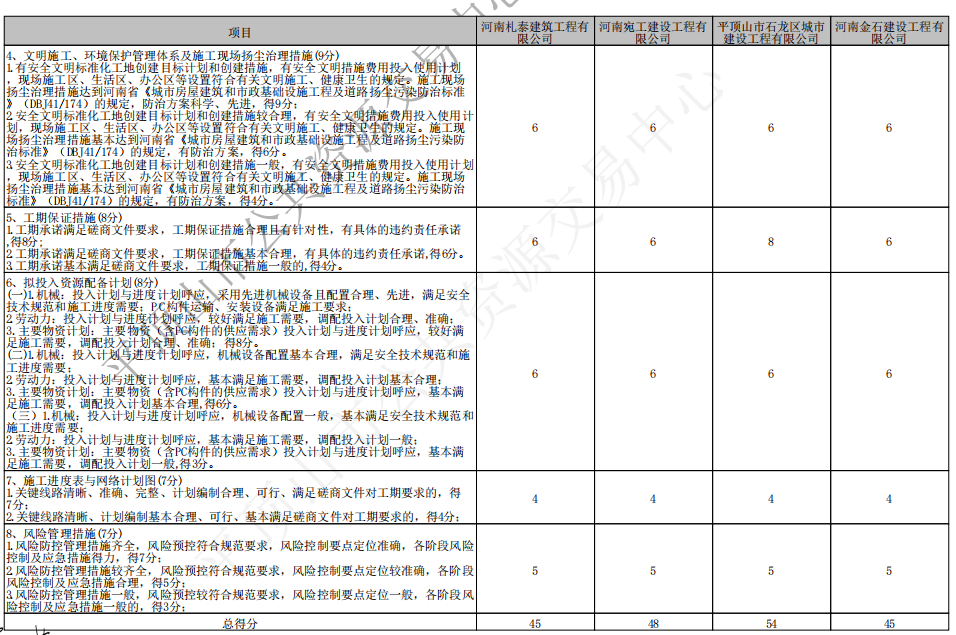 项目
河南札泰建筑工程有限公司
河南宛工建设工程有限公司
平顶山市石龙区城市建设工程有限公司
河南金石建设工程有限公司
4、文明施工、环境保护管理体系及施工现场扬尘治理措施(9分)
1.有安全文明标准化工地创建目标计划和创建措施，有安全文明措施费用投入使用计划
，现场施工区、生活区、办公区等设置符合有关文明施工、健康卫生的规定。施工现场
扬尘治理措施达到河南省《城市房屋建筑和市政基础设施工程及道路扬尘污染防治标准
》（DBJ41/174）的规定，防治方案科学、先进，得9分；
2.安全文明标准化工地创建目标计划和创建措施较合理，有安全文明措施费用投入使用计
划，现场施工区、生活区、办公区等设置符合有关文明施工、健康卫生的规定。施工现
场扬尘治理措施基本达到河南省《城市房屋建筑和市政基础设施工程及道路扬尘污染防
治标准》（DBJ41/174）的规定，有防治方案，得6分。
3.安全文明标准化工地创建目标计划和创建措施一般，有安全文明措施费用投入使用计划
，现场施工区、生活区、办公区等设置符合有关文明施工、健康卫生的规定。施工现场
扬尘治理措施基本达到河南省《城市房屋建筑和市政基础设施工程及道路扬尘污染防治
标准》（DBJ41/174）的规定，有防治方案，得4分。
6
6
6
6
5、工期保证措施(8分)
1.工期承诺满足磋商文件要求，工期保证措施合理且有针对性，有具体的违约责任承诺
,得8分；
2.工期承诺满足磋商文件要求，工期保证措施基本合理，有具体的违约责任承诺,得6分。
3.工期承诺基本满足磋商文件要求，工期保证措施一般的,得4分。
6
6
8
6
6、拟投入资源配备计划(8分)
(一)1.机械：投入计划与进度计划呼应，采用先进机械设备且配置合理、先进，满足安全
技术规范和施工进度需要；PC构件运输、安装设备满足施工要求；
2.劳动力：投入计划与进度计划呼应，较好满足施工需要，调配投入计划合理、准确；
3.主要物资计划：主要物资（含PC构件的供应需求）投入计划与进度计划呼应，较好满
足施工需要，调配投入计划合理、准确；得8分。
(二)1.机械：投入计划与进度计划呼应，机械设备配置基本合理，满足安全技术规范和施
工进度需要；
2.劳动力：投入计划与进度计划呼应，基本满足施工需要，调配投入计划基本合理；
3.主要物资计划：主要物资（含PC构件的供应需求）投入计划与进度计划呼应，基本满
足施工需要，调配投入计划基本合理,得6分。
（三）1.机械：投入计划与进度计划呼应，机械设备配置一般，基本满足安全技术规范和
施工进度需要；
2.劳动力：投入计划与进度计划呼应，基本满足施工需要，调配投入计划一般；
3.主要物资计划：主要物资（含PC构件的供应需求）投入计划与进度计划呼应，基本满
足施工需要，调配投入计划一般,得3分。
6
6
6
6
7、施工进度表与网络计划图(7分)
1.关键线路清晰、准确、完整、计划编制合理、可行、满足磋商文件对工期要求的，得
7分；
2.关键线路清晰、计划编制基本合理、可行、基本满足磋商文件对工期要求的，得4分；
4
4
4
4
8、风险管理措施(7分)
1.风险防控管理措施齐全，风险预控符合规范要求，风险控制要点定位准确，各阶段风险
控制及应急措施得力，得7分；
2.风险防控管理措施较齐全，风险预控符合规范要求，风险控制要点定位较准确，各阶段
风险控制及应急措施合理，得5分；
3.风险防控管理措施一般，风险预控较符合规范要求，风险控制要点定位一般，各阶段风
险控制及应急措施一般的，得3分；
5
5
5
5
总得分
45
48
54
45
平顶山市公共资源交易中心
平顶山市公共资源交易中心